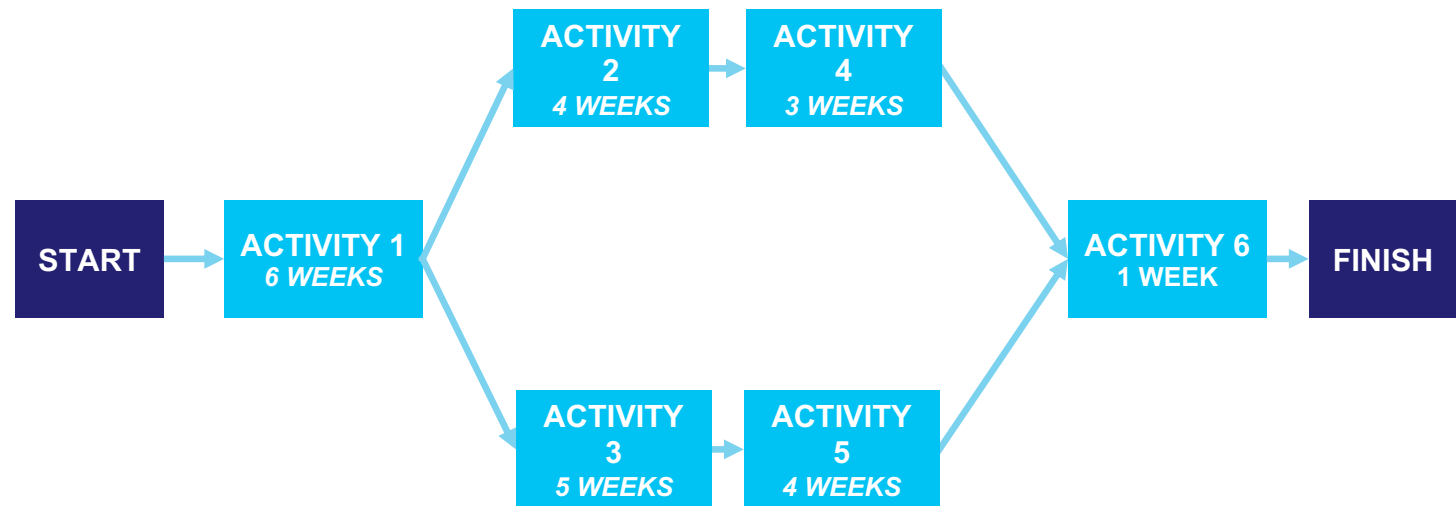 START
ACTIVITY 1
6 WEEKS
ACTIVITY
2
4 WEEKS
ACTIVITY
4
3 WEEKS
ACTIVITY
3
5 WEEKS
ACTIVITY
5
4 WEEKS
ACTIVITY 6
1 WEEK
FINISH